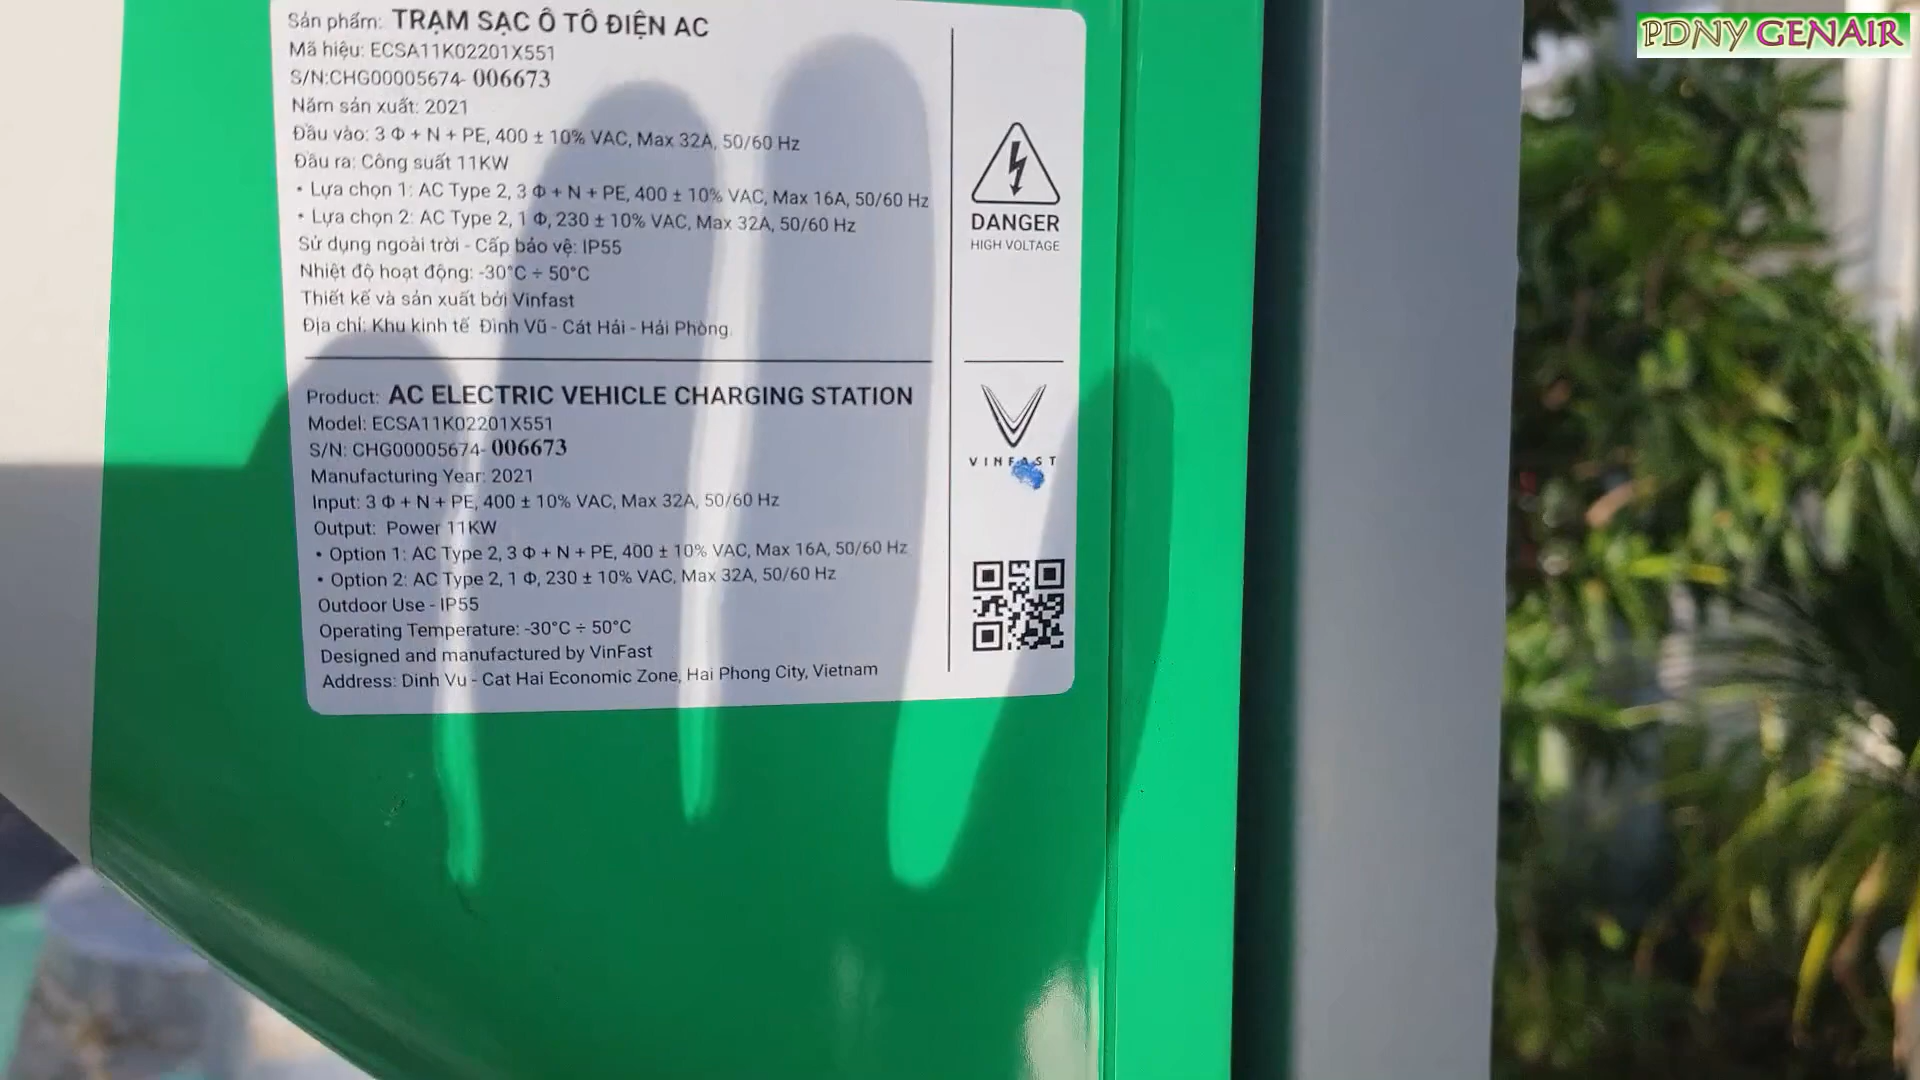 PDNY GENAIR
Sản phẩm: TRẠM SẠC Ô TÔ ĐIỆN AC
Mã hiệu: ECSA11K02201X551
S/N:CHG00005674- 006673
Năm sản xuất: 2021
Đầu vào: 3 Φ + N + PE, 400 ± 10% VAC, Max 32A, 50/60 Hz
Đầu ra: Công suất 11KW
• Lựa chọn 1: AC Type 2, 3 Φ + N + PE, 400 ± 10% VAC, Max 16A, 50/60 Hz
• Lựa chọn 2: AC Type 2, 1 Φ, 230 ± 10% VAC, Max 32A, 50/60 Hz
Sử dụng ngoài trời - Cấp bảo vệ: IP55
Nhiệt độ hoạt động: -30°C ÷ 50°C
Thiết kế và sản xuất bởi Vinfast
Địa chỉ: Khu kinh tế Đình Vũ - Cát Hải - Hải Phòng
DANGER
HIGH VOLTAGE
Product: AC ELECTRIC VEHICLE CHARGING STATION
Model: ECSA11K02201X551
S/N: CHG00005674- 006673
Manufacturing Year: 2021
Input: 3 Φ + N + PE, 400 ± 10% VAC, Max 32A, 50/60 Hz
Output: Power 11KW
• Option 1: AC Type 2, 3 Φ + N + PE, 400 ± 10% VAC, Max 16A, 50/60 Hz
• Option 2: AC Type 2, 1 Φ, 230 ± 10% VAC, Max 32A, 50/60 Hz
Outdoor Use - IP55
Operating Temperature: -30°C ÷ 50°C
Designed and manufactured by VinFast
Address: Dinh Vu - Cat Hai Economic Zone, Hai Phong City, Vietnam
VINFAST